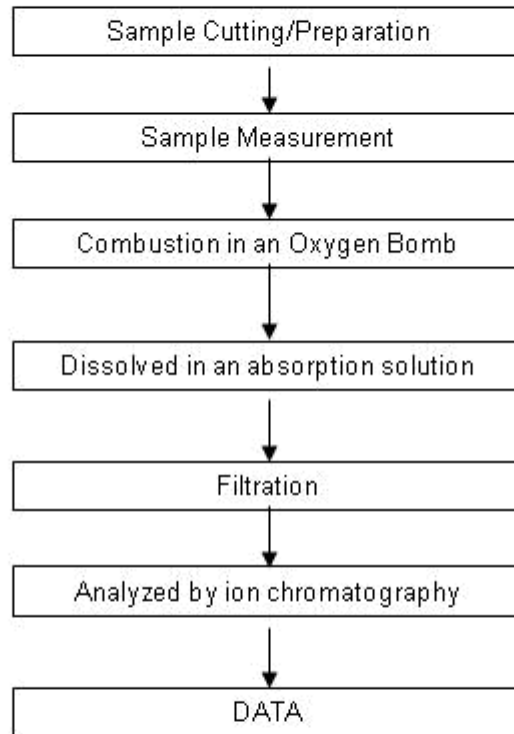 Sample Cutting/Preparation
Sample Measurement
Combustion in an Oxygen Bomb
Dissolved in an absorption solution
Filtration
Analyzed by ion chromatography
DATA